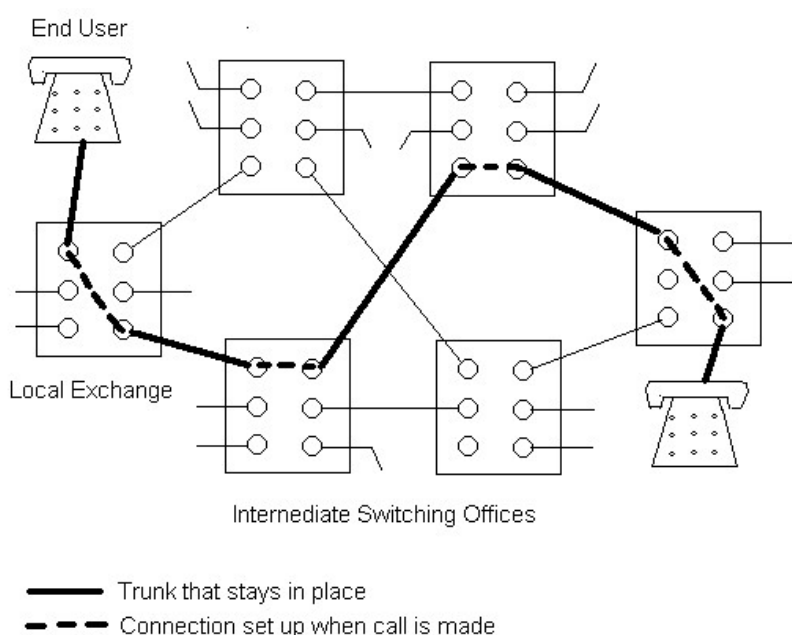 End User
Local Exchange
Internediate Switching Offices
Trunk that stays in place
Connection set up when call is made